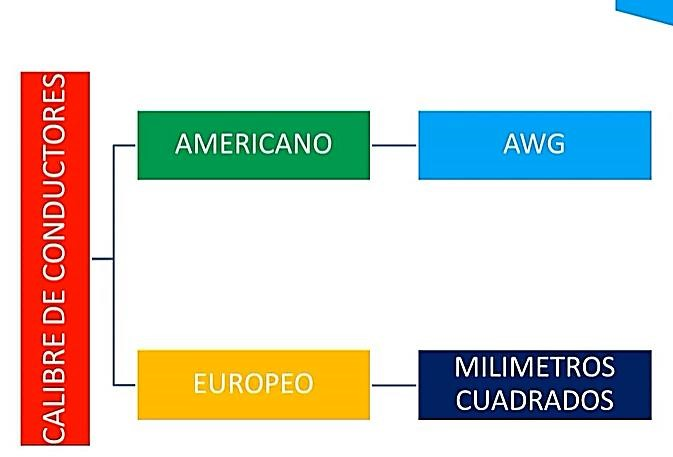 CALIBRE DE CONDUCTORES
AMERICANO
AWG
EUROPEO
MILIMETROS
CUADRADOS